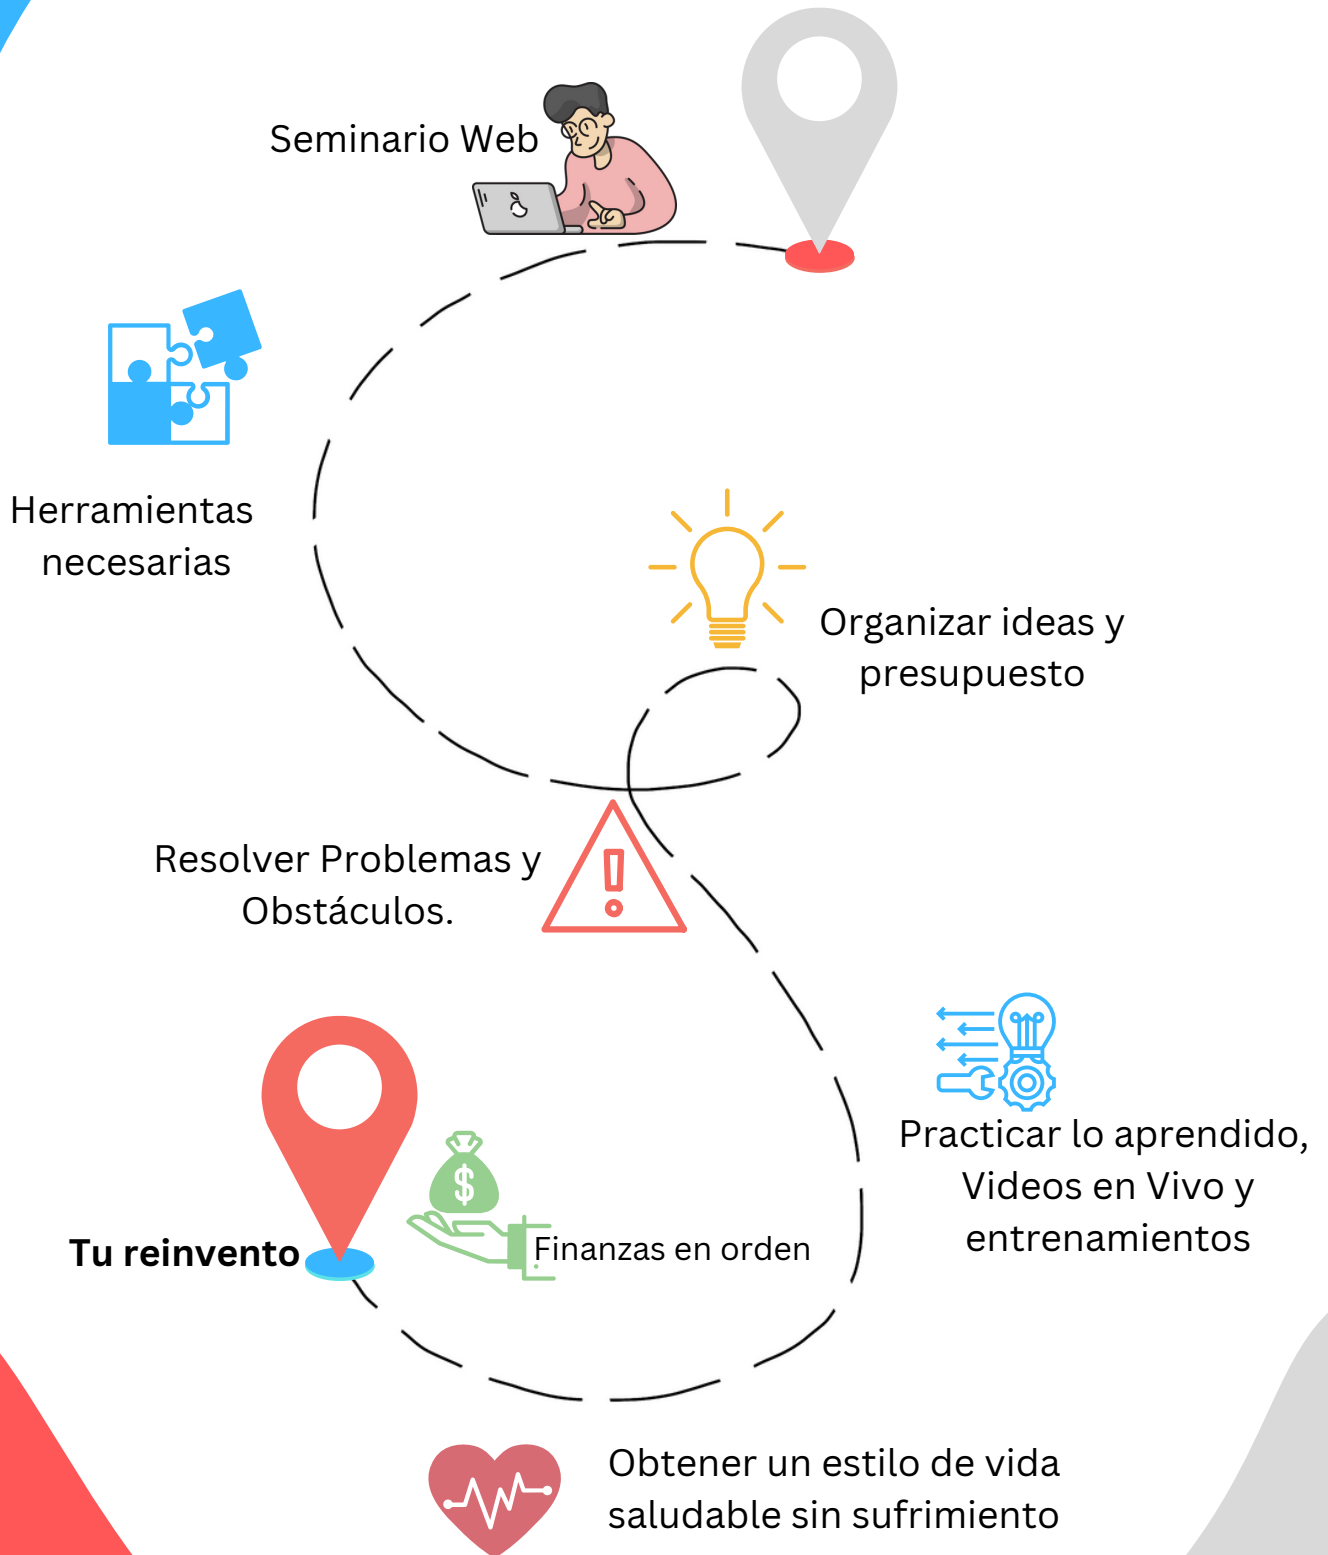 Seminario Web
Herramientas
necesarias
Organizar ideas y
presupuesto
Resolver Problemas y
Obstáculos.
Practicar lo aprendido,
Videos en Vivo y
entrenamientos
$
Tu reinvento
Finanzas en orden
Obtener un estilo de vida
saludable sin sufrimiento